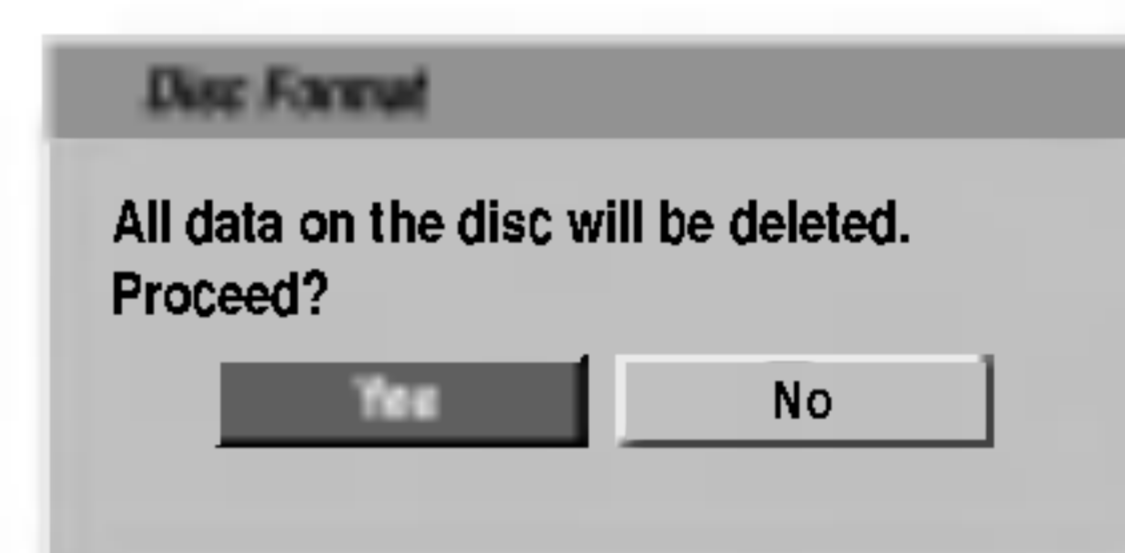 Disc Format
All data on the disc will be deleted.
Proceed?
Yes
No